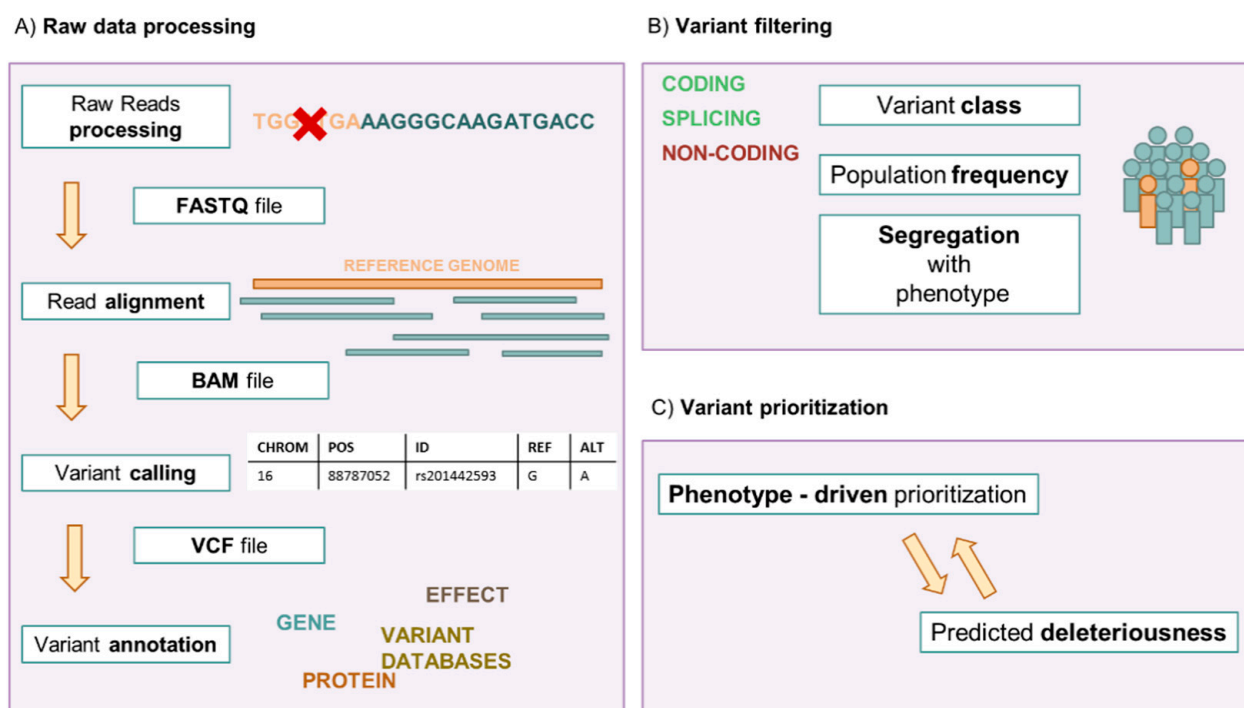 A) Raw data processing
Raw Reads
processing
TGG GAAAGGGCAAGATGACC
FASTQ file
REFERENCE GENOME
Read alignment
BAM file
CHROM POS ID REF ALT
16 88787052 rs201442593 G A
Variant calling
VCF file
EFFECT
GENE
VARIANT
DATABASES
Variant annotation
PROTEIN
B) Variant filtering
CODING
SPLICING
NON-CODING
Variant class
Population frequency
Segregation
with
phenotype
C) Variant prioritization
Phenotype - driven prioritization
Predicted deleteriousness